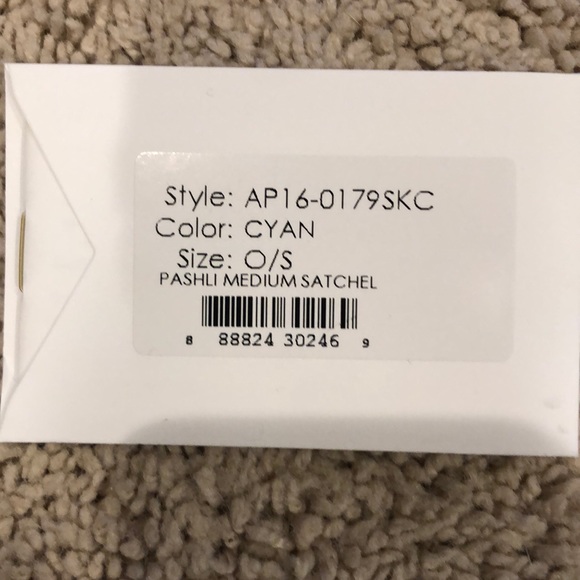 Style: AP16-0179SKC
Color: CYAN
Size: O/S
PASHLI MEDIUM SATCHEL
8 88824 30246 9